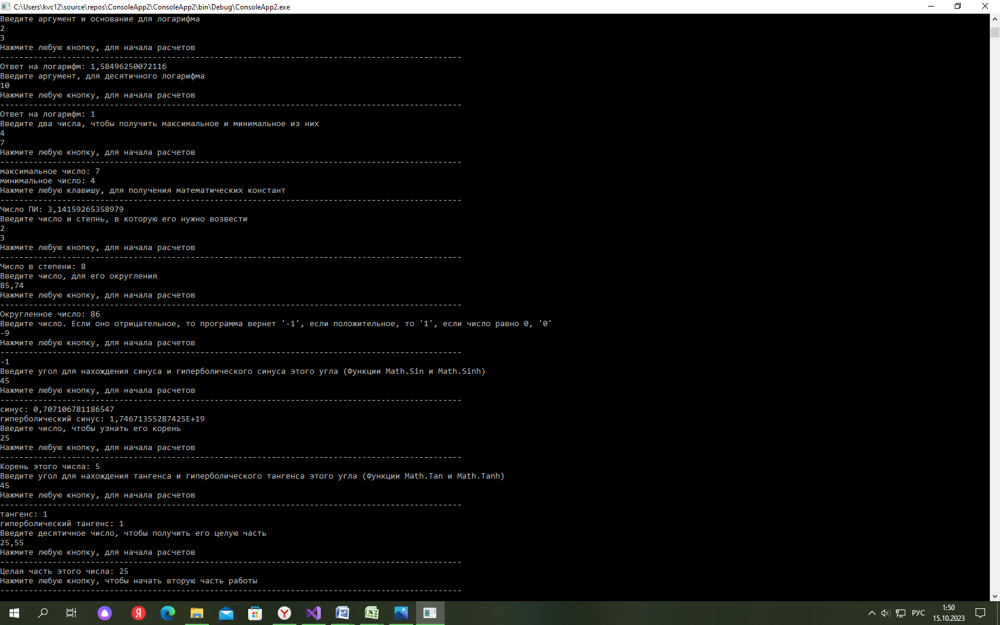 C:\Users\kvc12\source\repos\ConsoleApp2\ConsoleApp2\bin\Debug\ConsoleApp2.exe
Введите аргумент и основание для логарифма
2
3
Нажмите любую кнопку, для начала расчетов
-------------------------------------------------------------------------------------------------
Ответ на логарифм: 1,58496250072116
Введите аргумент, для десятичного логарифма
10
Нажмите любую кнопку, для начала расчетов
-------------------------------------------------------------------------------------------------
Ответ на логарифм: 1
Введите два числа, чтобы получить максимальное и минимальное из них
4
7
Нажмите любую кнопку, для начала расчетов
-------------------------------------------------------------------------------------------------
максимальное число: 7
минимальное число: 4
Нажмите любую клавишу, для получения математических констант
-------------------------------------------------------------------------------------------------
Число ПИ: 3,14159265358979
Введите число и степнь, в которую его нужно возвести
2
3
Нажмите любую кнопку, для начала расчетов
-------------------------------------------------------------------------------------------------
Число в степени: 8
Введите число, для его округления
85,74
Нажмите любую кнопку, для начала расчетов
-------------------------------------------------------------------------------------------------
Округленное число: 86
Введите число. Если оно отрицательное, то программа вернет '-1', если положительное, то '1', если число равно 0, '0'
-9
Нажмите любую кнопку, для начала расчетов
-------------------------------------------------------------------------------------------------
-1
Введите угол для нахождения синуса и гиперболического синуса этого угла (Функции Math.Sin и Math.Sinh)
45
Нажмите любую кнопку, для начала расчетов
-------------------------------------------------------------------------------------------------
синус: 0,707106781186547
гиперболический синус: 1,74671355287425E+19
Введите число, чтобы узнать его корень
25
Нажмите любую кнопку, для начала расчетов
-------------------------------------------------------------------------------------------------
Корень этого числа: 5
Введите угол для нахождения тангенса и гиперболического тангенса этого угла (Функции Math.Tan и Math.Tanh)
45
Нажмите любую кнопку, для начала расчетов
-------------------------------------------------------------------------------------------------
тангенс: 1
гиперболический тангенс: 1
Введите десятичное число, чтобы получить его целую часть
25,55
Нажмите любую кнопку, для начала расчетов
-------------------------------------------------------------------------------------------------
Целая часть этого числа: 25
Нажмите любую кнопку, чтобы начать вторую часть работы
-------------------------------------------------------------------------------------------------
РУС
1:50
15.10.2023